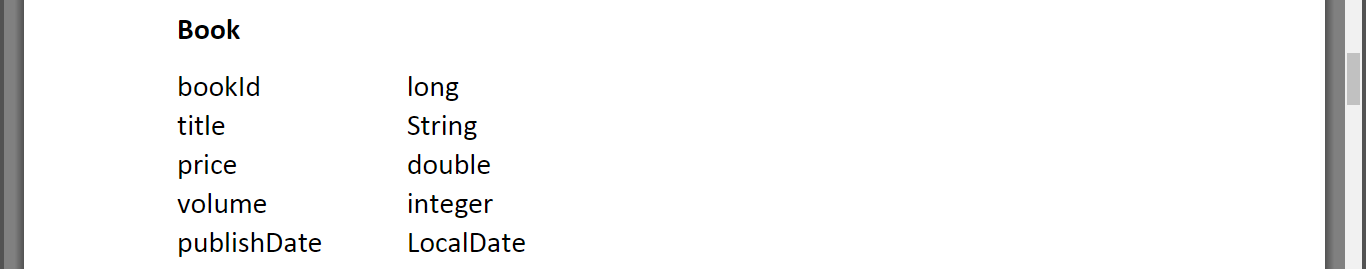 Book
bookId long
title String
price double
volume integer
publishDate LocalDate